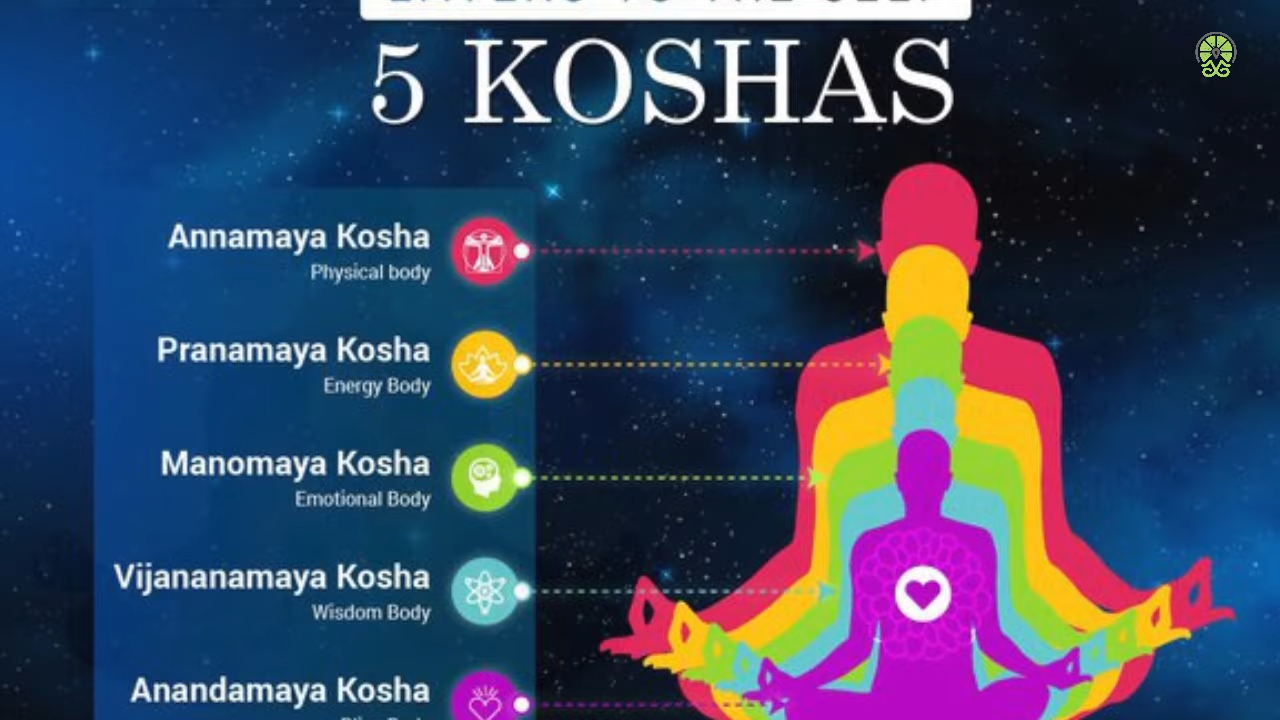 5 KOSHAS
Annamaya Kosha
Physical body
Pranamaya Kosha
Energy Body
Manomaya Kosha
Emotional Body
Vijananamaya Kosha
Wisdom Body
Anandamaya Kosha